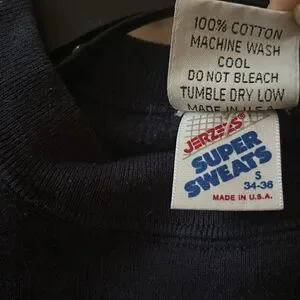 100% COTTON
MACHINE WASH
COOL
DO NOT BLEACH
TUMBLE DRY LOW
MADE IN U.S.A.
JERZEES
SUPER
SWEATS
S
34-36
MADE IN U.S.A.